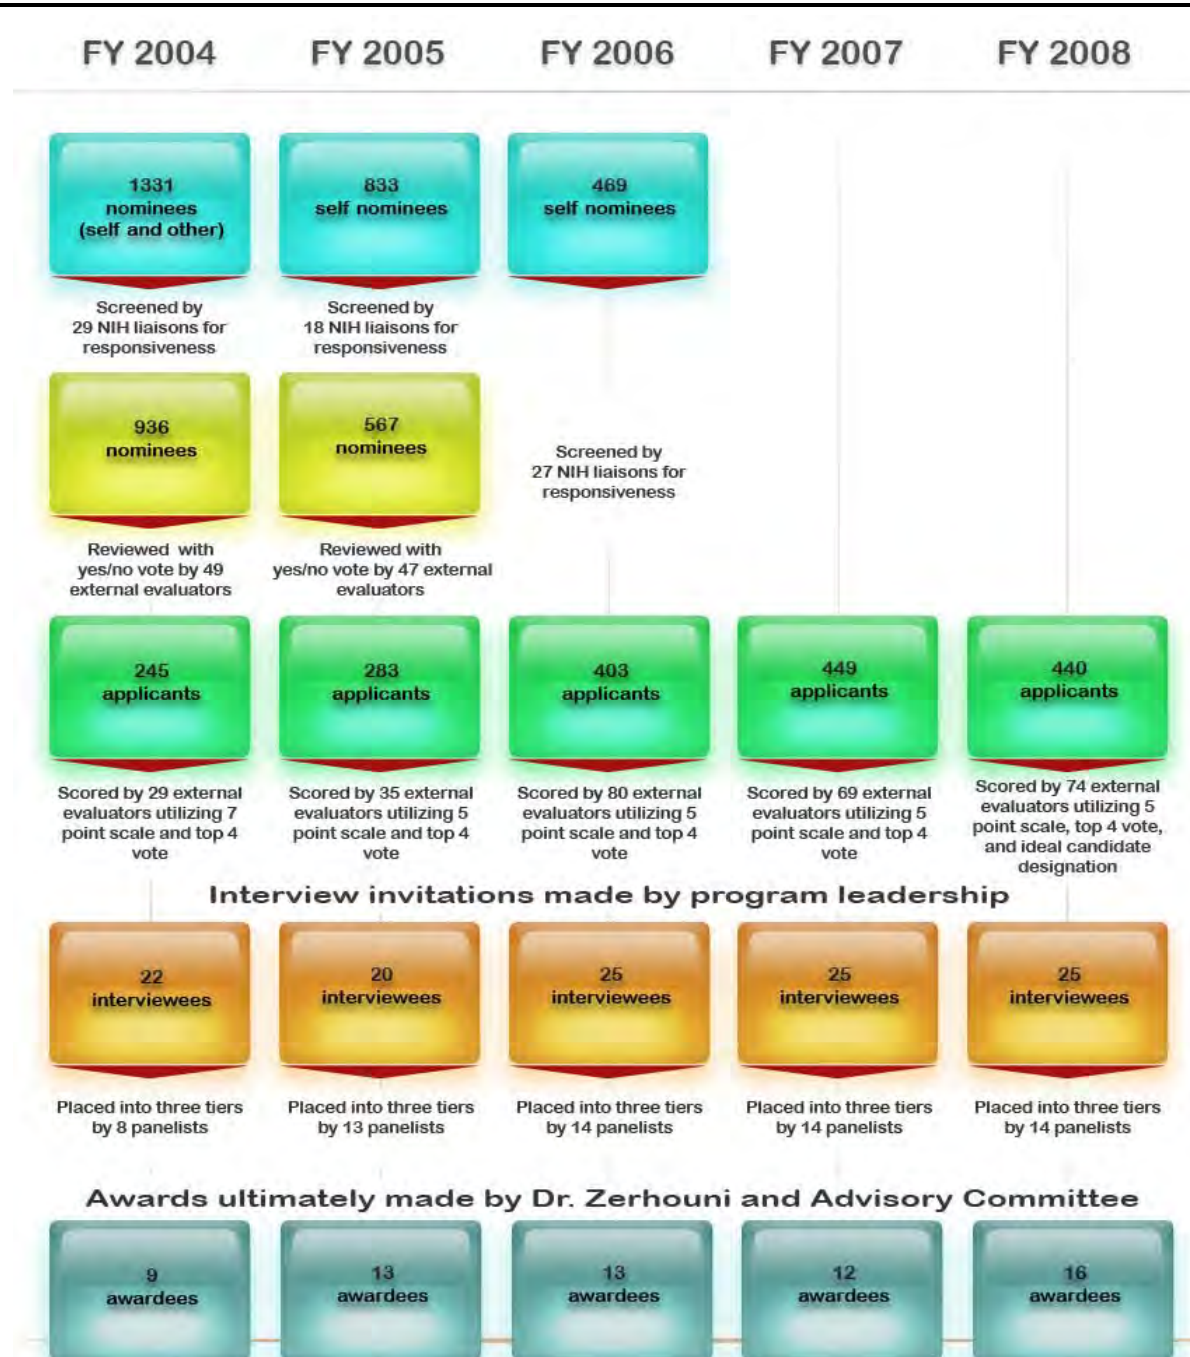 FY 2004
FY 2005
FY 2006
FY 2007
FY 2008
1331
nominees
(self and other)
833
self nominees
469
self nominees
Screened by
29 NIH liaisons for
responsiveness
Screened by
18 NIH liaisons for
responsiveness
936
nominees
567
nominees
Screened by
27 NIH liaisons for
responsiveness
Reviewed with
yes/no vote by 49
external evaluators
Reviewed with
yes/no vote by 47 external
evaluators
245
applicants
283
applicants
403
applicants
449
applicants
440
applicants
Scored by 29 external
evaluators utilizing 7
point scale and top 4
vote
Scored by 35 external
evaluators utilizing 5
point scale and top 4
vote
Scored by 80 external
evaluators utilizing 5
point scale and top 4
vote
Scored by 69 external
evaluators utilizing 5
point scale and top 4
vote
Scored by 74 external
evaluators utilizing 5
point scale, top 4 vote,
and ideal candidate
designation
Interview invitations made by program leadership
22
interviewees
20
interviewees
25
interviewees
25
interviewees
25
interviewees
Placed into three tiers
by 8 panelists
Placed into three tiers
by 13 panelists
Placed into three tiers
by 14 panelists
Placed into three tiers
by 14 panelists
Placed into three tiers
by 14 panelists
Awards ultimately made by Dr. Zerhouni and Advisory Committee
9
awardees
13
awardees
13
awardees
12
awardees
16
awardees